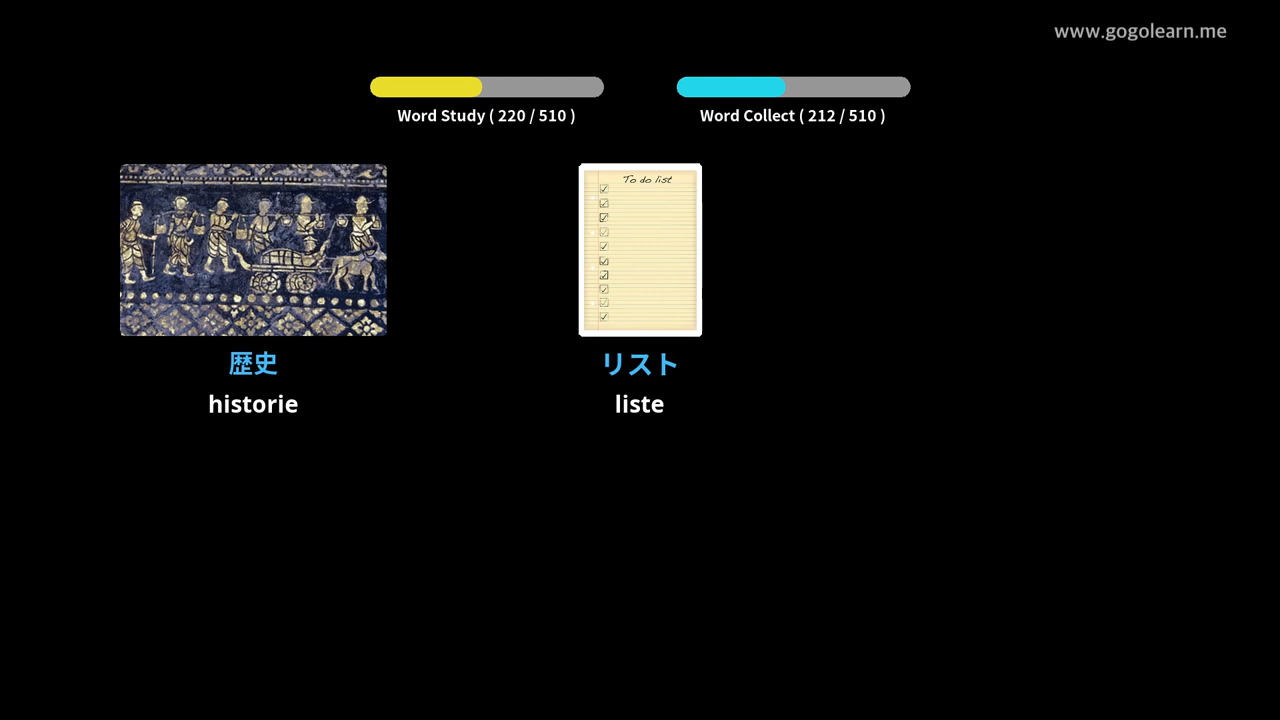 www.gogolearn.me
Word Study ( 220 / 510 )
Word Collect ( 212 / 510 )
To do list
歴史
リスト
historie
liste